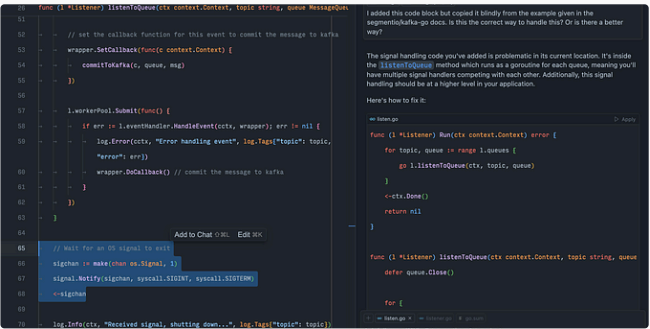 28 func (l *Listener) listenToQueue(ctx context.Context, topic string, queue MessageQueu
51
52 // set the callback function for this event to commit the message to kafka
53 wrapper.SetCallback(func(c context.Context) {
54 commitToKafka(c, queue, msg)
55 })
56
57 l.workerPool.Submit(func() {
58 if err := l.eventHandler.HandleEvent(cctx, wrapper); err != nil {
59 log.Error(cctx, "Error handling event", log.Tags{"topic": topic,
"error": err})
60 wrapper.DoCallback() // commit the message to kafka
61 }
62 })
63 }
64
Add to Chat ⇧⌘L Edit ⌘K
65 // Wait for an OS signal to exit
66 sigchan := make(chan os.Signal, 1)
67 signal.Notify(sigchan, syscall.SIGINT, syscall.SIGTERM)
68 <-sigchan
69
70 log.Info(ctx, "Received signal, shutting down...", log.Tags{"topic": topic})
I added this code block but copied it blindly from the example given in the
segmentio/kafka-go docs. Is this the correct way to handle this? Or is there a better
way?
The signal handling code you've added is problematic in its current location. It's inside
the listenToQueue method which runs as a goroutine for each queue, meaning you'll
have multiple signal handlers competing with each other. Additionally, this signal
handling should be at a higher level in your application.
Here's how to fix it:
listen.go Apply
func (l *Listener) Run(ctx context.Context) error {
for topic, queue := range l.queues {
go l.listenToQueue(ctx, topic, queue)
}
<-ctx.Done()
return nil
}
func (l *Listener) listenToQueue(ctx context.Context, topic string, queue
defer queue.Close()
for {
+ listen.go × listener.go go.sum